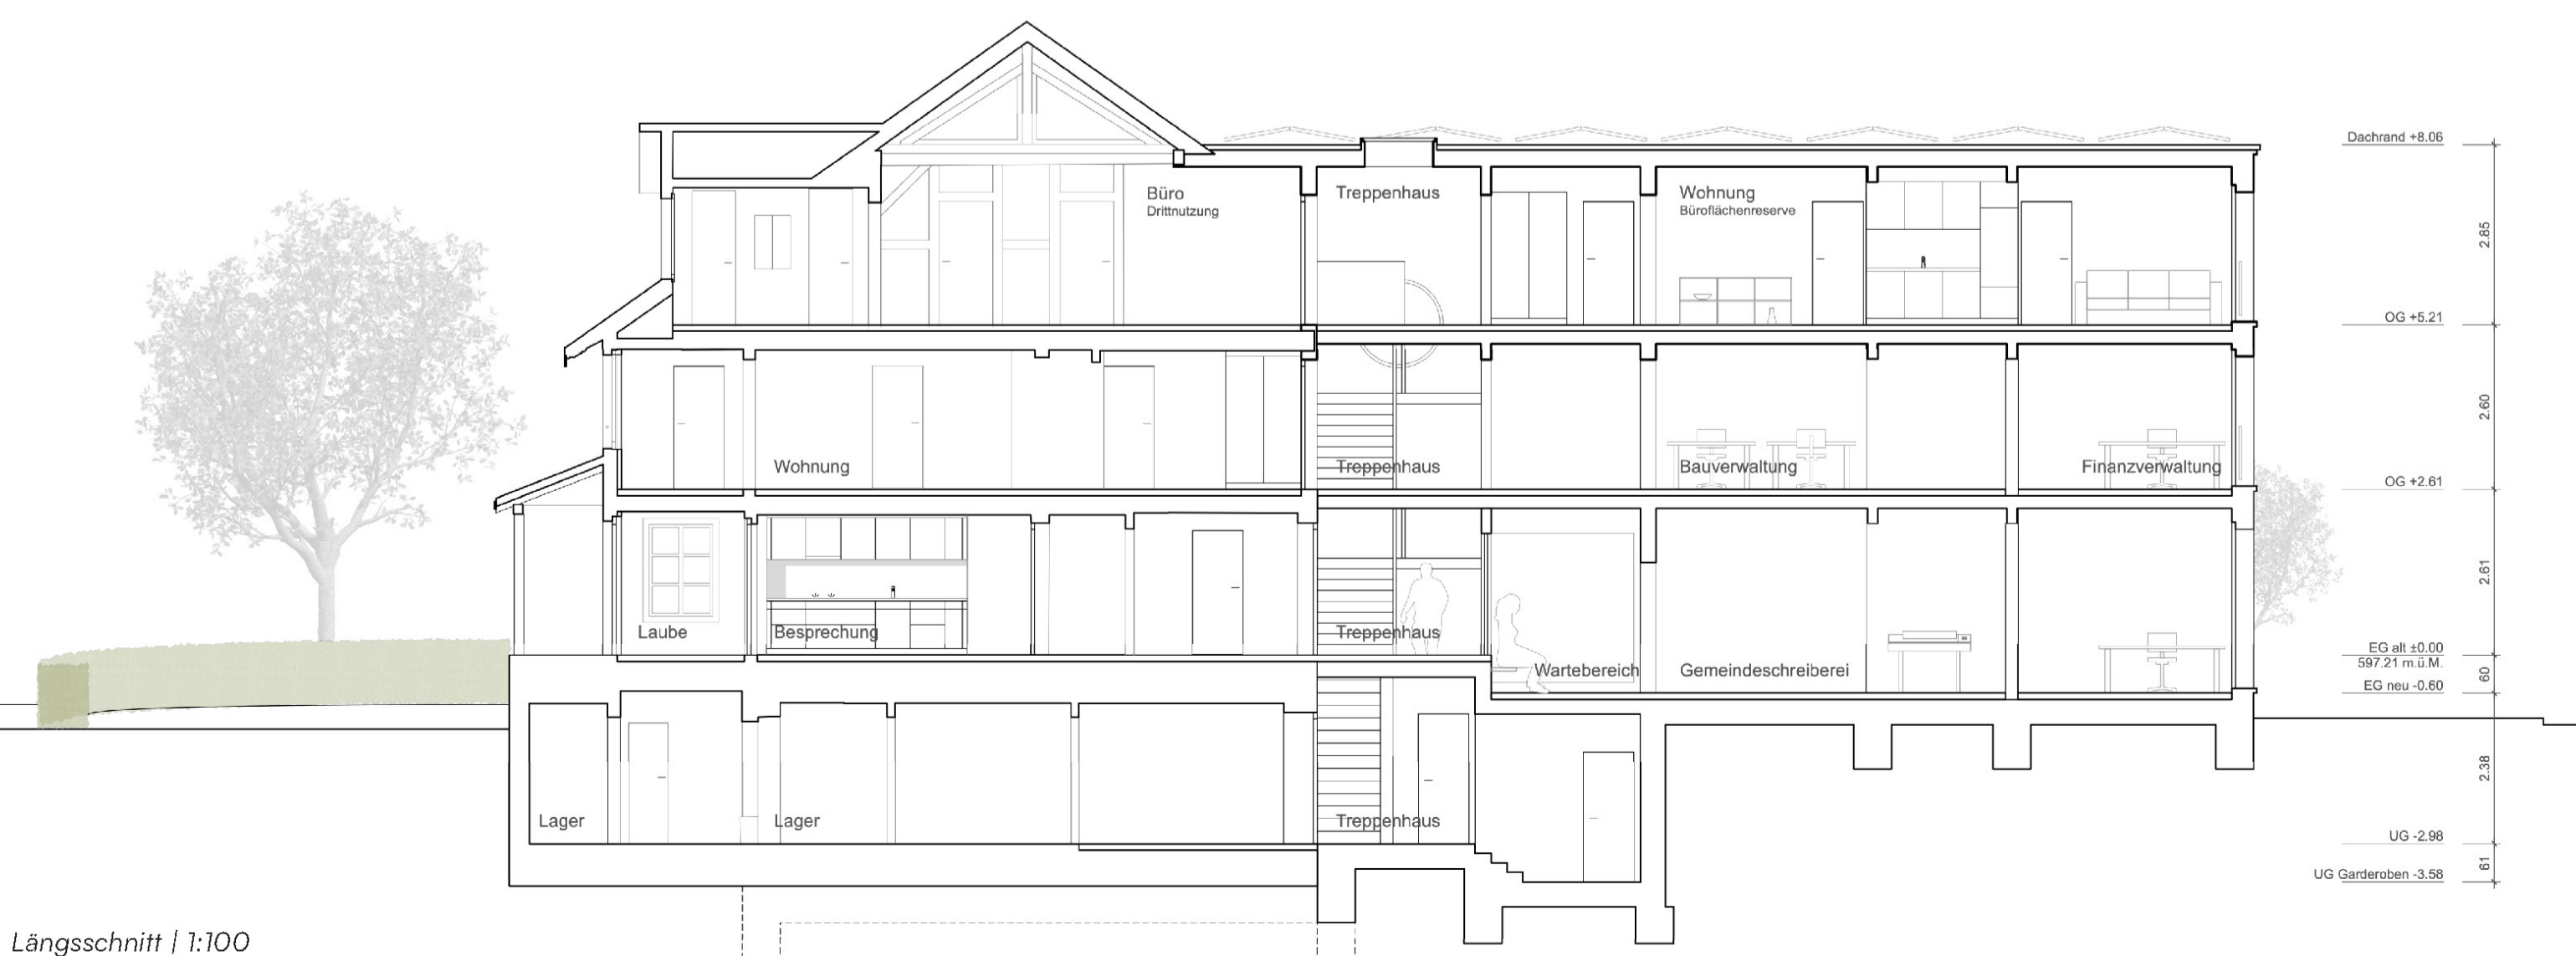 Dachrand +8.06
Büro
Drittnutzung
Treppenhaus
Wohnung
Büroflächenreserve
2.85
OG +5.21
2.60
Wohnung
Treppenhaus
Bauverwaltung
Finanzverwaltung
OG +2.61
2.61
Laube
Besprechung
Treppenhaus
EG alt ±0.00
597.21 m.ü.M.
Wartebereich
Gemeindeschreiberei
60
EG neu -0.60
2.38
Lager
Lager
Treppenhaus
UG -2.98
61
UG Garderoben -3.58
Längsschnitt | 1:100